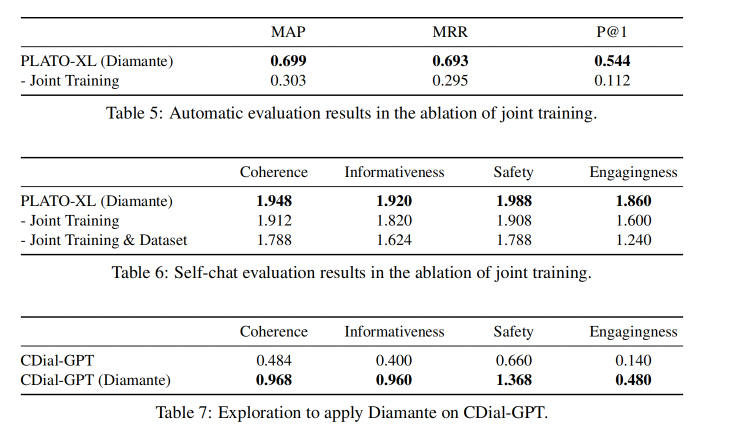 MAP MRR P@1
PLATO-XL (Diamante) 0.699 0.693 0.544
- Joint Training 0.303 0.295 0.112
Table 5: Automatic evaluation results in the ablation of joint training.
Coherence Informativeness Safety Engagingness
PLATO-XL (Diamante) 1.948 1.920 1.988 1.860
- Joint Training 1.912 1.820 1.908 1.600
- Joint Training & Dataset 1.788 1.624 1.788 1.240
Table 6: Self-chat evaluation results in the ablation of joint training.
Coherence Informativeness Safety Engagingness
CDial-GPT 0.484 0.400 0.660 0.140
CDial-GPT (Diamante) 0.968 0.960 1.368 0.480
Table 7: Exploration to apply Diamante on CDial-GPT.